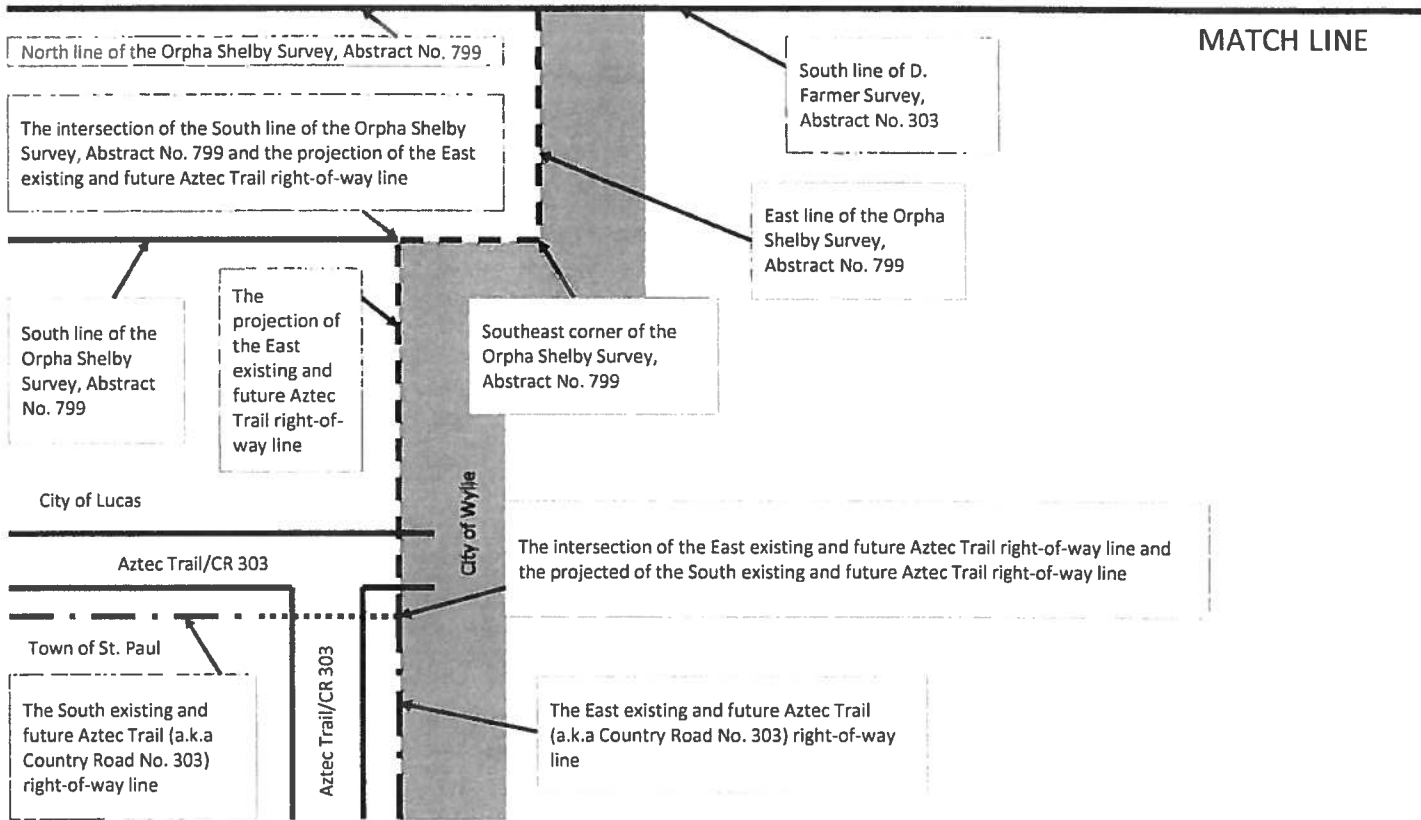 MATCH LINE
North line of the Orpha Shelby Survey, Abstract No. 799
South line of D.
Farmer Survey,
Abstract No. 303
The intersection of the South line of the Orpha Shelby
Survey, Abstract No. 799 and the projection of the East
existing and future Aztec Trail right-of-way line
East line of the Orpha
Shelby Survey,
Abstract No. 799
The
projection of
the East
existing and
future Aztec
Trail right-of-
way line
South line of the
Orpha Shelby
Survey, Abstract
No. 799
Southeast corner of the
Orpha Shelby Survey,
Abstract No. 799
City of Lucas
City of Wylie
Aztec Trail/CR 303
The intersection of the East existing and future Aztec Trail right-of-way line and
the projected of the South existing and future Aztec Trail right-of-way line
Town of St. Paul
Aztec Trail/CR 303
The South existing and
future Aztec Trail (a.k.a
Country Road No. 303)
right-of-way line
The East existing and future Aztec Trail
(a.k.a Country Road No. 303) right-of-way
line